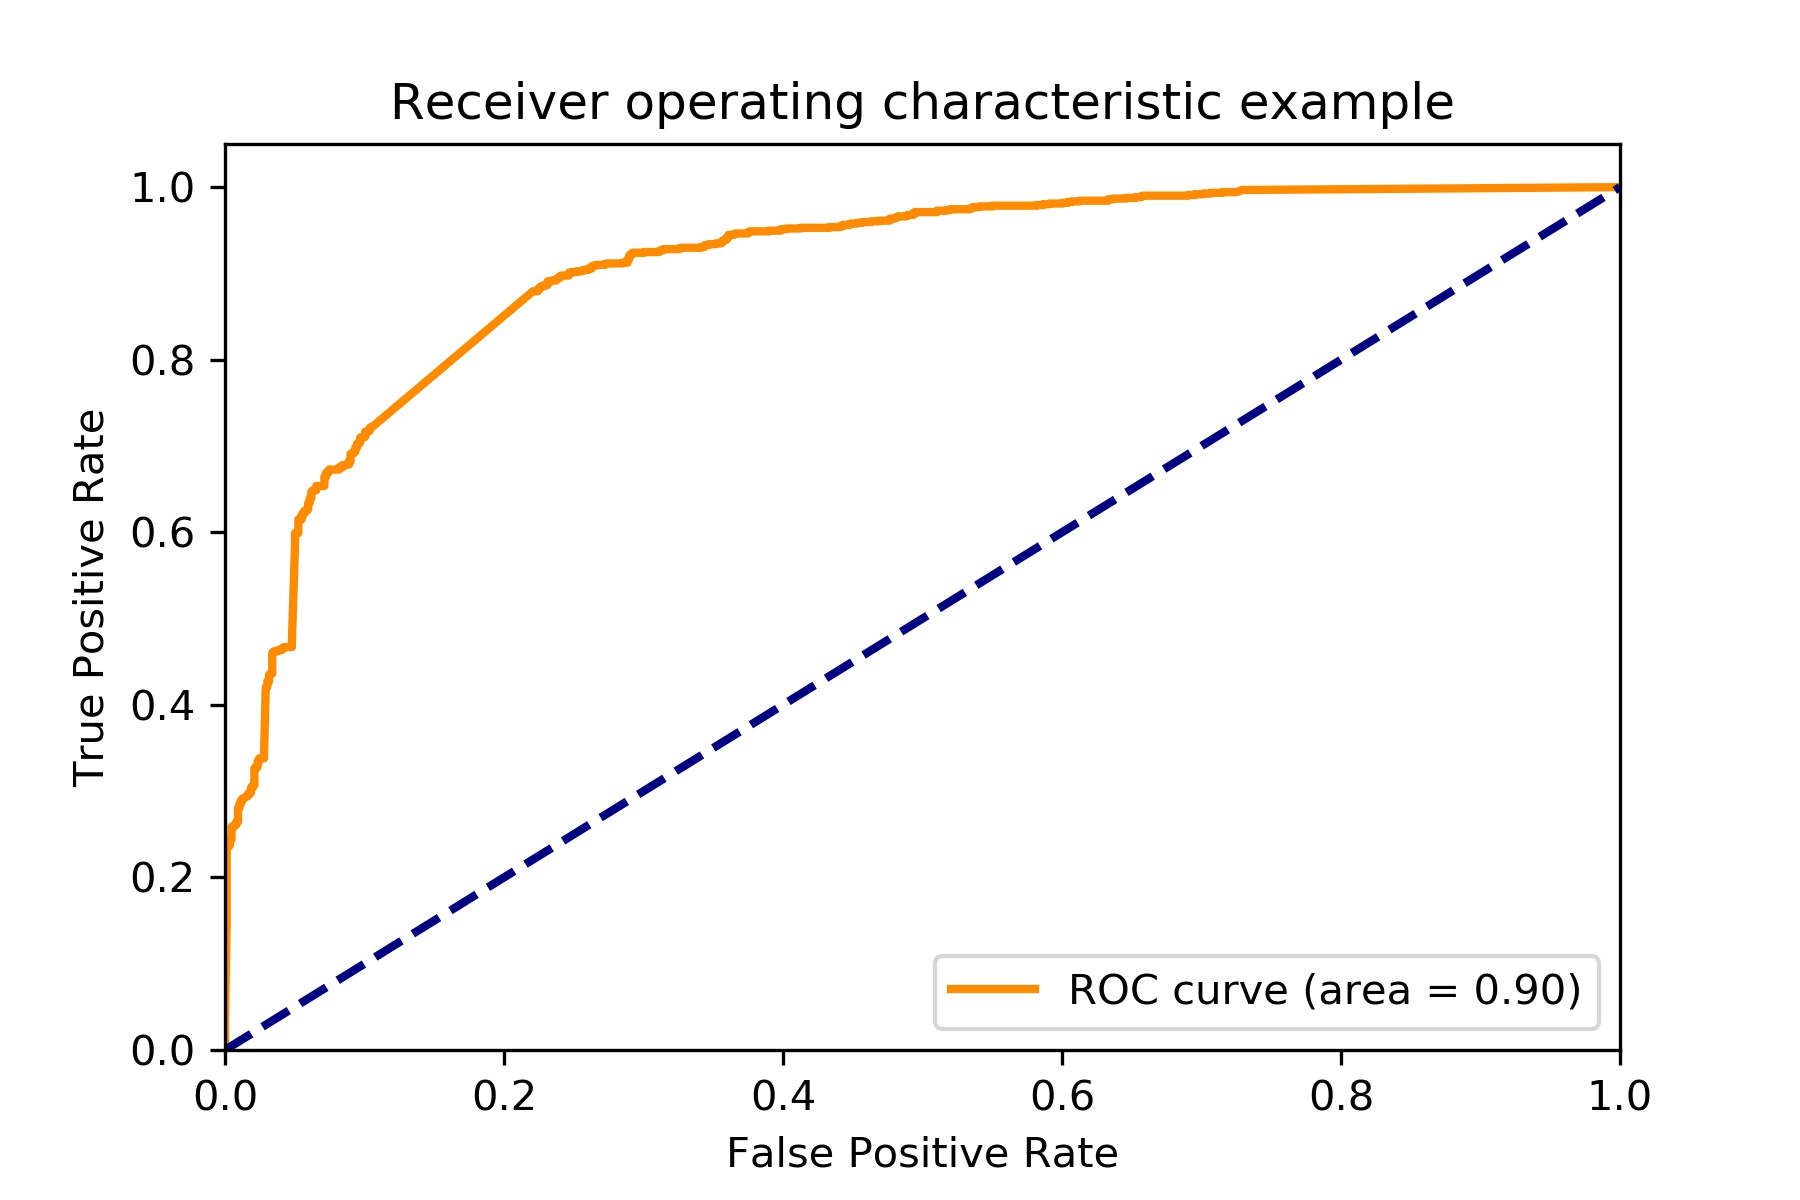 Receiver operating characteristic example
1.0
0.8
0.6
0.4
0.2
0.0
True Positive Rate
ROC curve (area = 0.90)
0.0 0.2 0.4 0.6 0.8 1.0
False Positive Rate